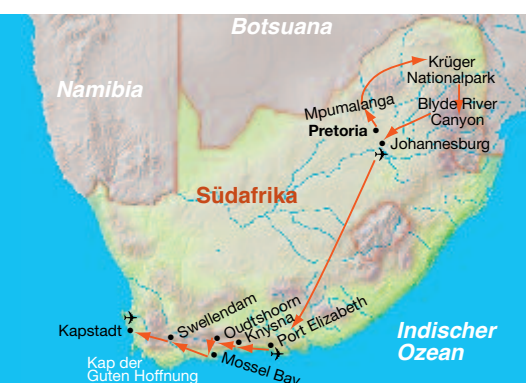 Botsuana
Namibia
Krüger
Nationalpark
Mpumalanga
Blyde River
Canyon
Pretoria
Johannesburg
Südafrika
Swellendam
Oudtshoorn
Knysna
Port Elizabeth
Kapstadt
Indischer
Ozean
Kap der
Guten Hoffnung
Mossel Bay